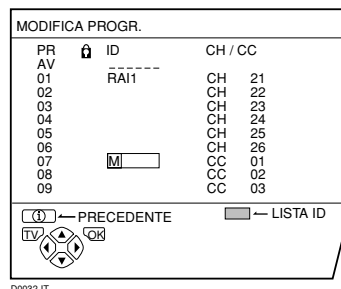 MODIFICA PROGR.
PR ID CH / CC
AV _ _ _ _ _ _
01 RAI1 CH 21
02 CH 22
03 CH 23
04 CH 24
05 CH 25
06 CH 26
07 M CC 01
08 CC 02
09 CC 03
i ← PRECEDENTE ← LISTA ID
TV OK
D0032 IT